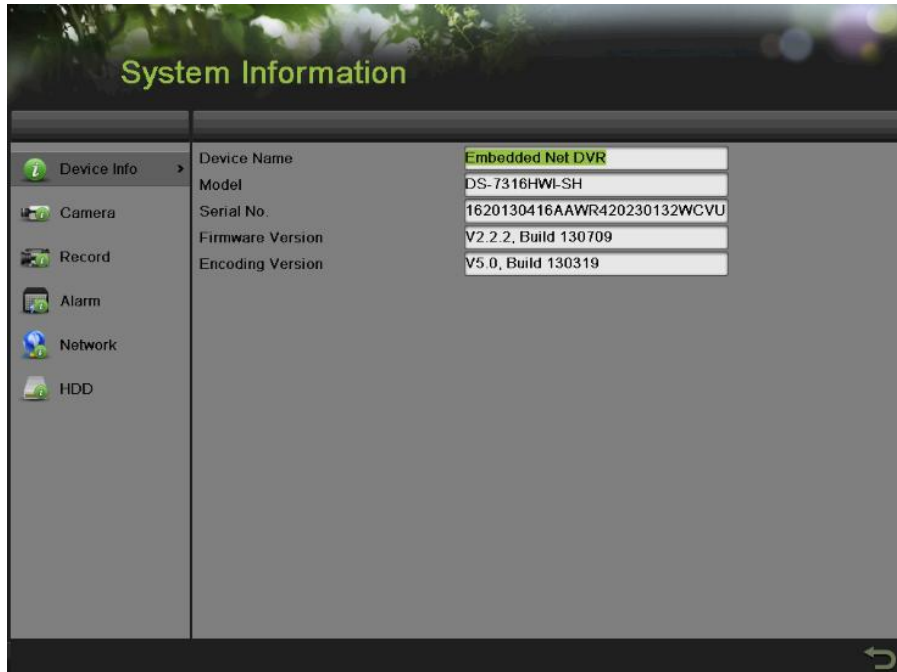 System Information
Device Info
Camera
Record
Alarm
Network
HDD
Device Name Embedded Net DVR
Model DS-7316HWI-SH
Serial No. 1620130416AAWR420230132WCVU
Firmware Version V2.2.2, Build 130709
Encoding Version V5.0, Build 130319